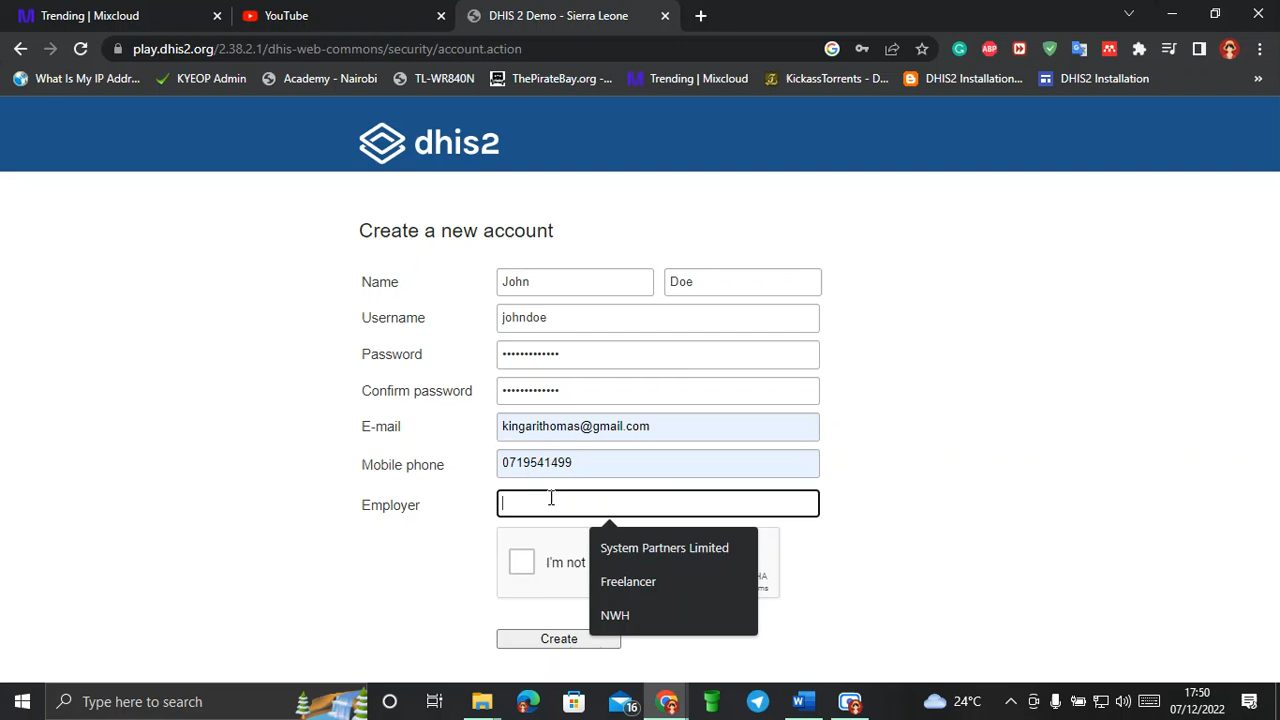 Trending | Mixcloud
YouTube
DHIS 2 Demo - Sierra Leone
play.dhis2.org/2.38.2.1/dhis-web-commons/security/account.action
What Is My IP Addr...
KYEOP Admin
Academy - Nairobi
TL-WR840N
ThePirateBay.org -...
Trending | Mixcloud
KickassTorrents - D...
DHIS2 Installation...
DHIS2 Installation
dhis2
Create a new account
Name
John
Doe
Username
johndoe
Password
•••••••••••••
Confirm password
•••••••••••••
E-mail
kingarithomas@gmail.com
Mobile phone
0719541499
Employer
System Partners Limited
Freelancer
NWH
I'm not
Create
Type here to search
16
24°C
17:50
07/12/2022